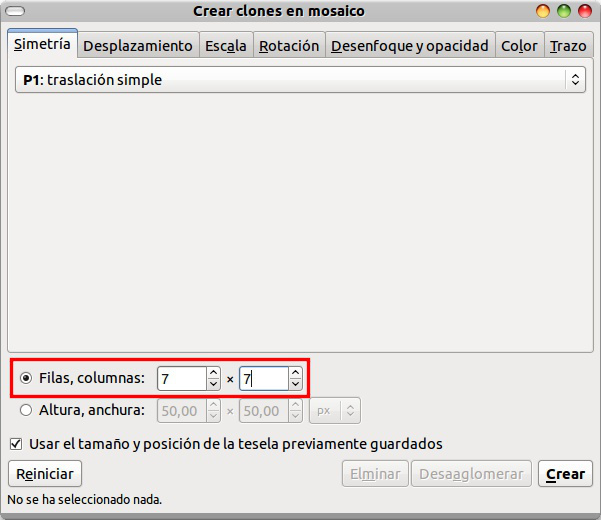 Crear clones en mosaico
Simetría Desplazamiento Escala Rotación Desenfoque y opacidad Color Trazo
P1: traslación simple
Filas, columnas: 7 × 7
Altura, anchura: 50,00 × 50,00 px
Usar el tamaño y posición de la tesela previamente guardados
Reiniciar Elminar Desaaglomerar Crear
No se ha seleccionado nada.